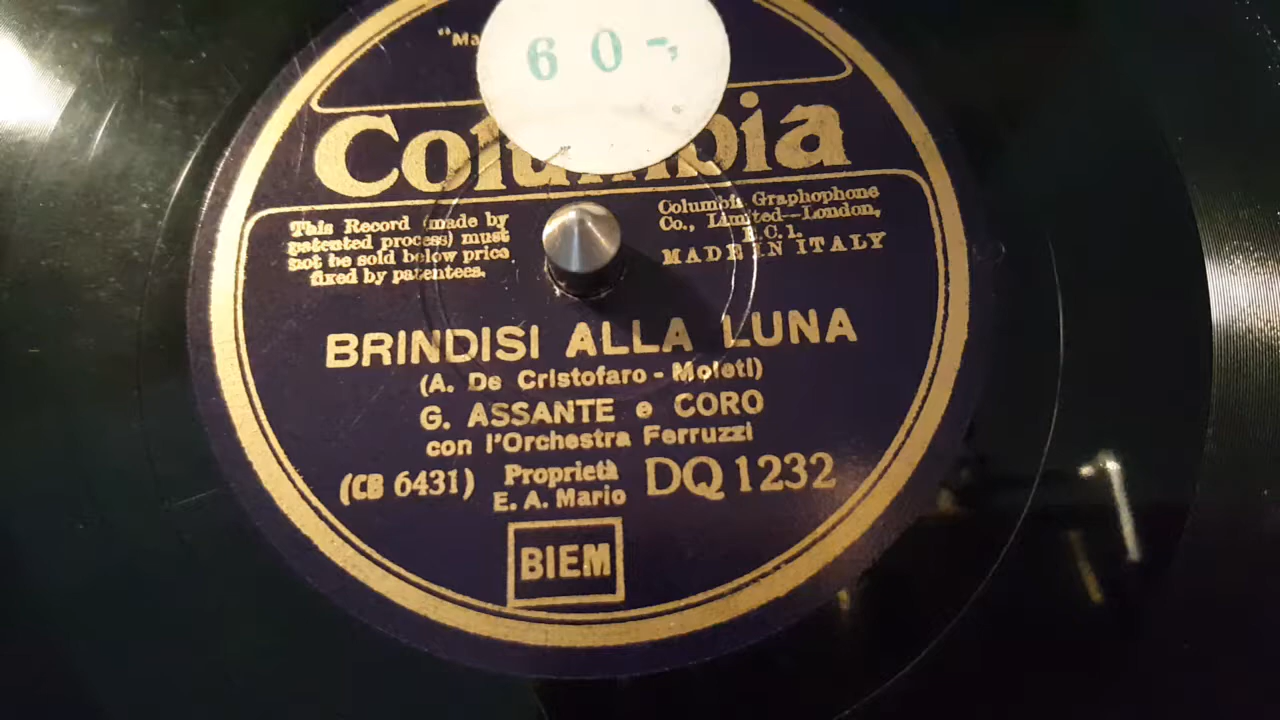 "Ma
60-
Columbia
This Record (made by
patented process) must
not be sold below price
fixed by patentees.
Columbia Graphophone
Co., Limited--London,
E.C.1.
MADE IN ITALY
BRINDISI ALLA LUNA
(A. De Cristofaro - Moleti)
G. ASSANTE e CORO
con l'Orchestra Ferruzzi
(CB 6431)
Proprietà
E. A. Mario
DQ 1232
BIEM